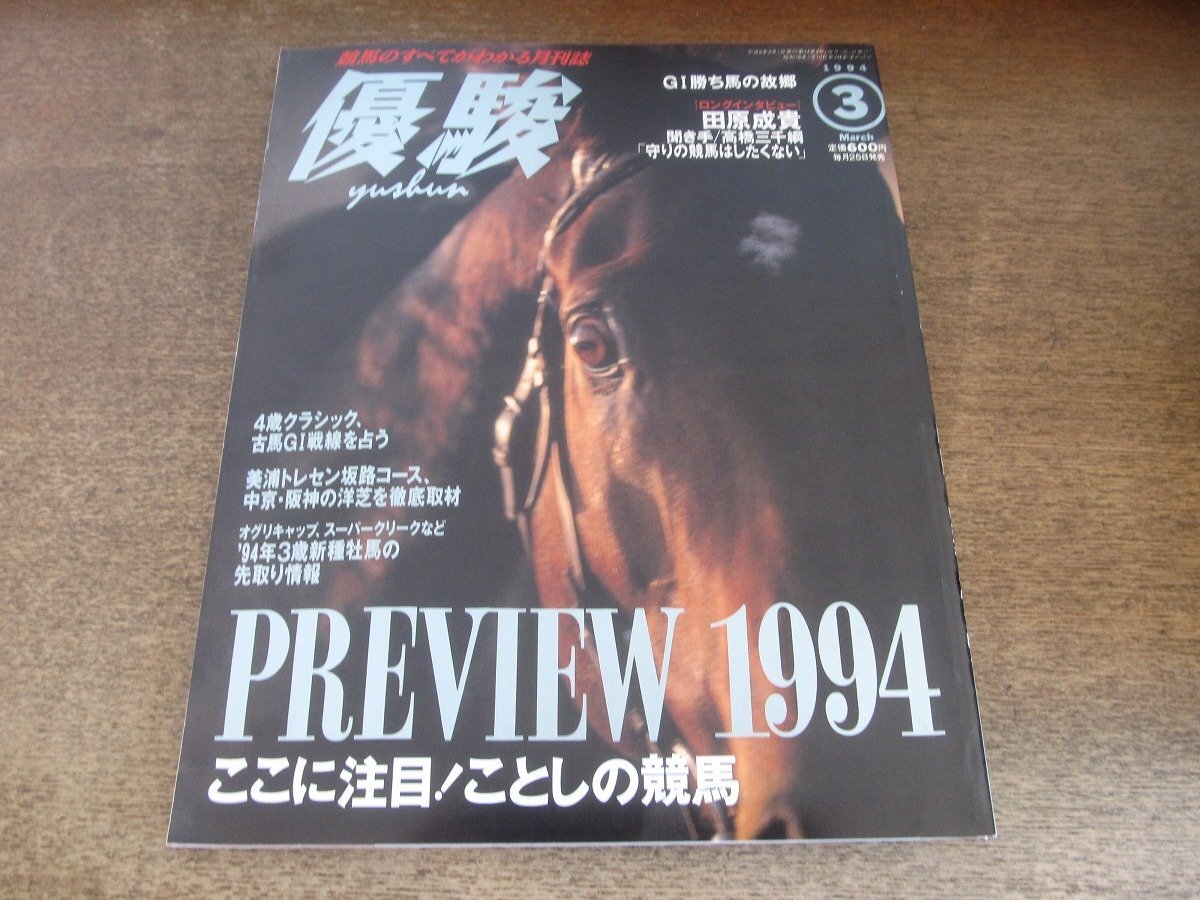 競馬のすべてがわかる月刊誌
優駿
yushun
GI勝ち馬の故郷
[ロングインタビュー]
田原成貴
聞き手/高橋三千綱
「守りの競馬はしたくない」
1994
3
March
定価600円
毎月25日発売
4歳クラシック、
古馬GI戦線を占う
美浦トレセン坂路コース、
中京・阪神の洋芝を徹底取材
オグリキャップ、スーパークリークなど
'94年3歳新種牡馬の
先取り情報
PREVIEW 1994
ここに注目!ことしの競馬